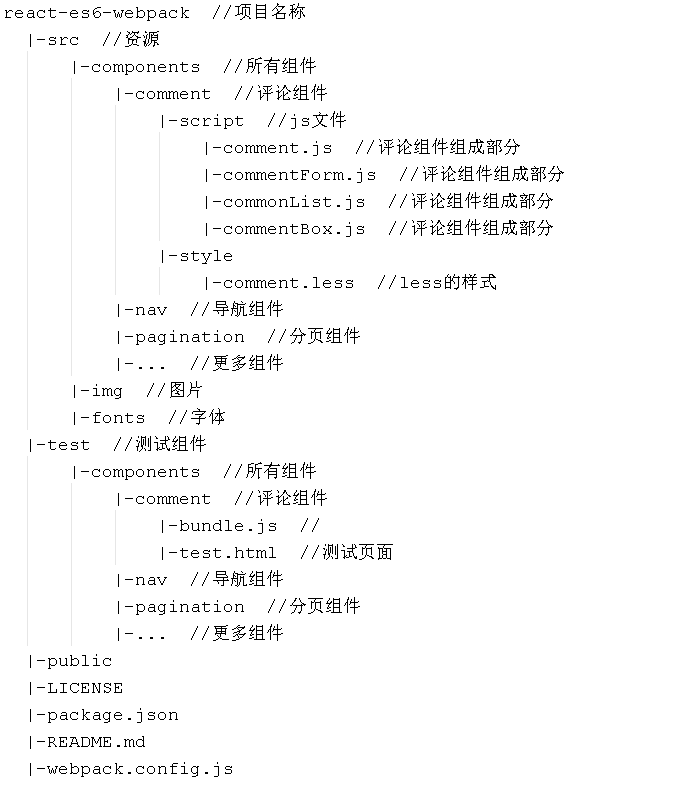 react-es6-webpack  //项目名称
|-src  //资源
|-components  //所有组件
|-comment  //评论组件
|-script  //js文件
|-comment.js  //评论组件组成部分
|-commentForm.js  //评论组件组成部分
|-commonList.js  //评论组件组成部分
|-commentBox.js  //评论组件组成部分
|-style
|-comment.less  //less的样式
|-nav  //导航组件
|-pagination  //分页组件
|-...  //更多组件
|-img  //图片
|-fonts  //字体
|-test  //测试组件
|-components  //所有组件
|-comment  //评论组件
|-bundle.js  //
|-test.html  //测试页面
|-nav  //导航组件
|-pagination  //分页组件
|-...  //更多组件
|-public
|-LICENSE
|-package.json
|-README.md
|-webpack.config.js